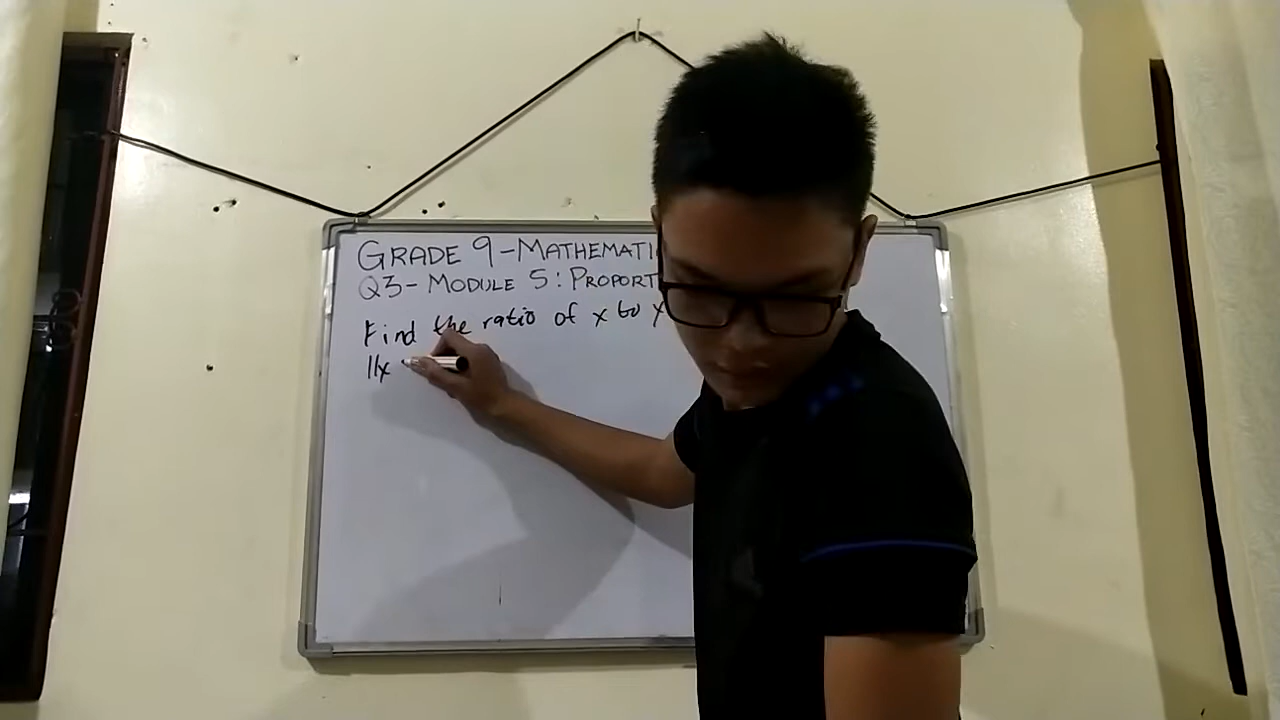 GRADE 9-MATHEMATI
Q3- MODULE 5: PROPORT
Find the ratio of x to y
11x